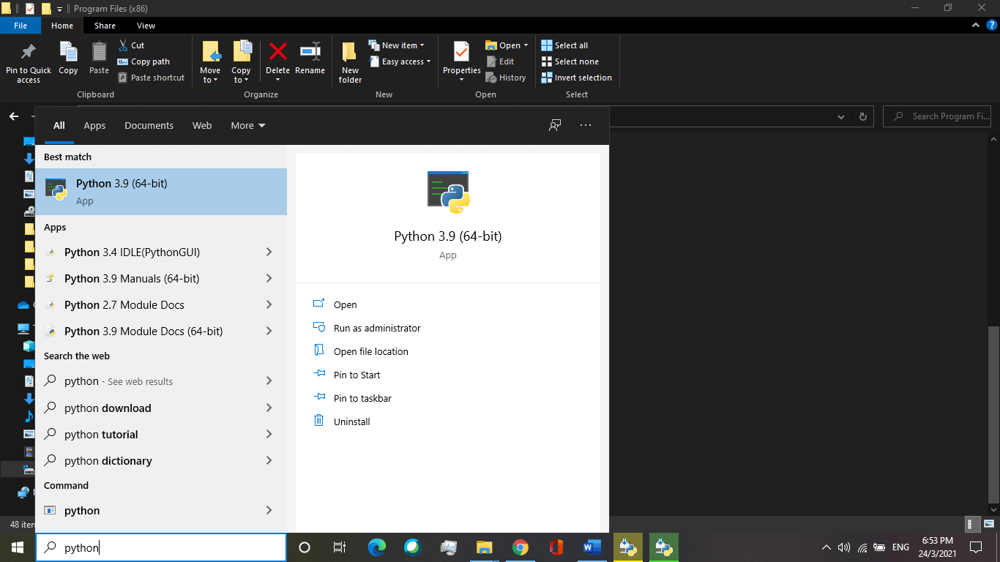 Program Files (x86)
File Home Share View
Pin to Quick access
Copy
Paste
Cut
Copy path
Paste shortcut
Clipboard
Move to
Copy to
Delete
Rename
Organize
New folder
New item
Easy access
New
Properties
Open
Edit
History
Open
Select all
Select none
Invert selection
Select
Search Program Fi...
All Apps Documents Web More
Best match
Python 3.9 (64-bit)
App
Apps
Python 3.4 IDLE(PythonGUI)
Python 3.9 Manuals (64-bit)
Python 2.7 Module Docs
Python 3.9 Module Docs (64-bit)
Search the web
python - See web results
python download
python tutorial
python dictionary
Command
python
Python 3.9 (64-bit)
App
Open
Run as administrator
Open file location
Pin to Start
Pin to taskbar
Uninstall
48 iten
python
ENG
6:53 PM
24/3/2021